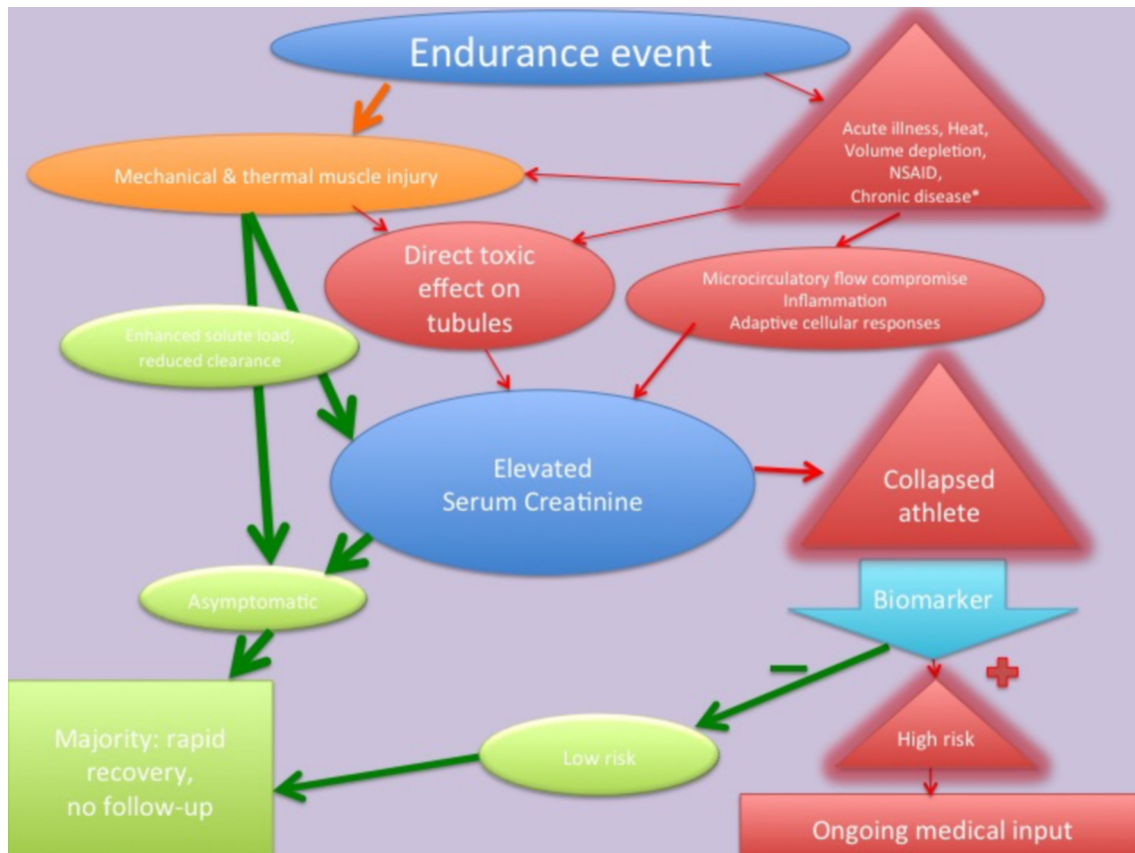 Endurance event
Acute illness, Heat,
Volume depletion,
NSAID,
Chronic disease*
Mechanical & thermal muscle injury
Direct toxic
effect on
tubules
Microcirculatory flow compromise
Inflammation
Adaptive cellular responses
Enhanced solute load,
reduced clearance
Elevated
Serum Creatinine
Collapsed
athlete
Biomarker
Asymptomatic
Majority: rapid
recovery,
no follow-up
Low risk
High risk
Ongoing medical input